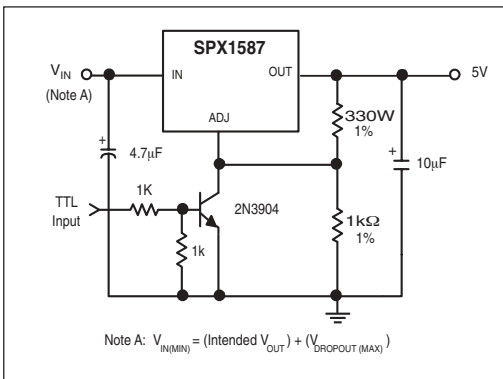 SPX1587
V_IN
(Note A)
IN
OUT
5V
ADJ
330W
1%
4.7µF
10µF
1K
TTL
Input
2N3904
1kΩ
1%
1k
Note A: V_IN(MIN) = (Intended V_OUT) + (V_DROPOUT (MAX))